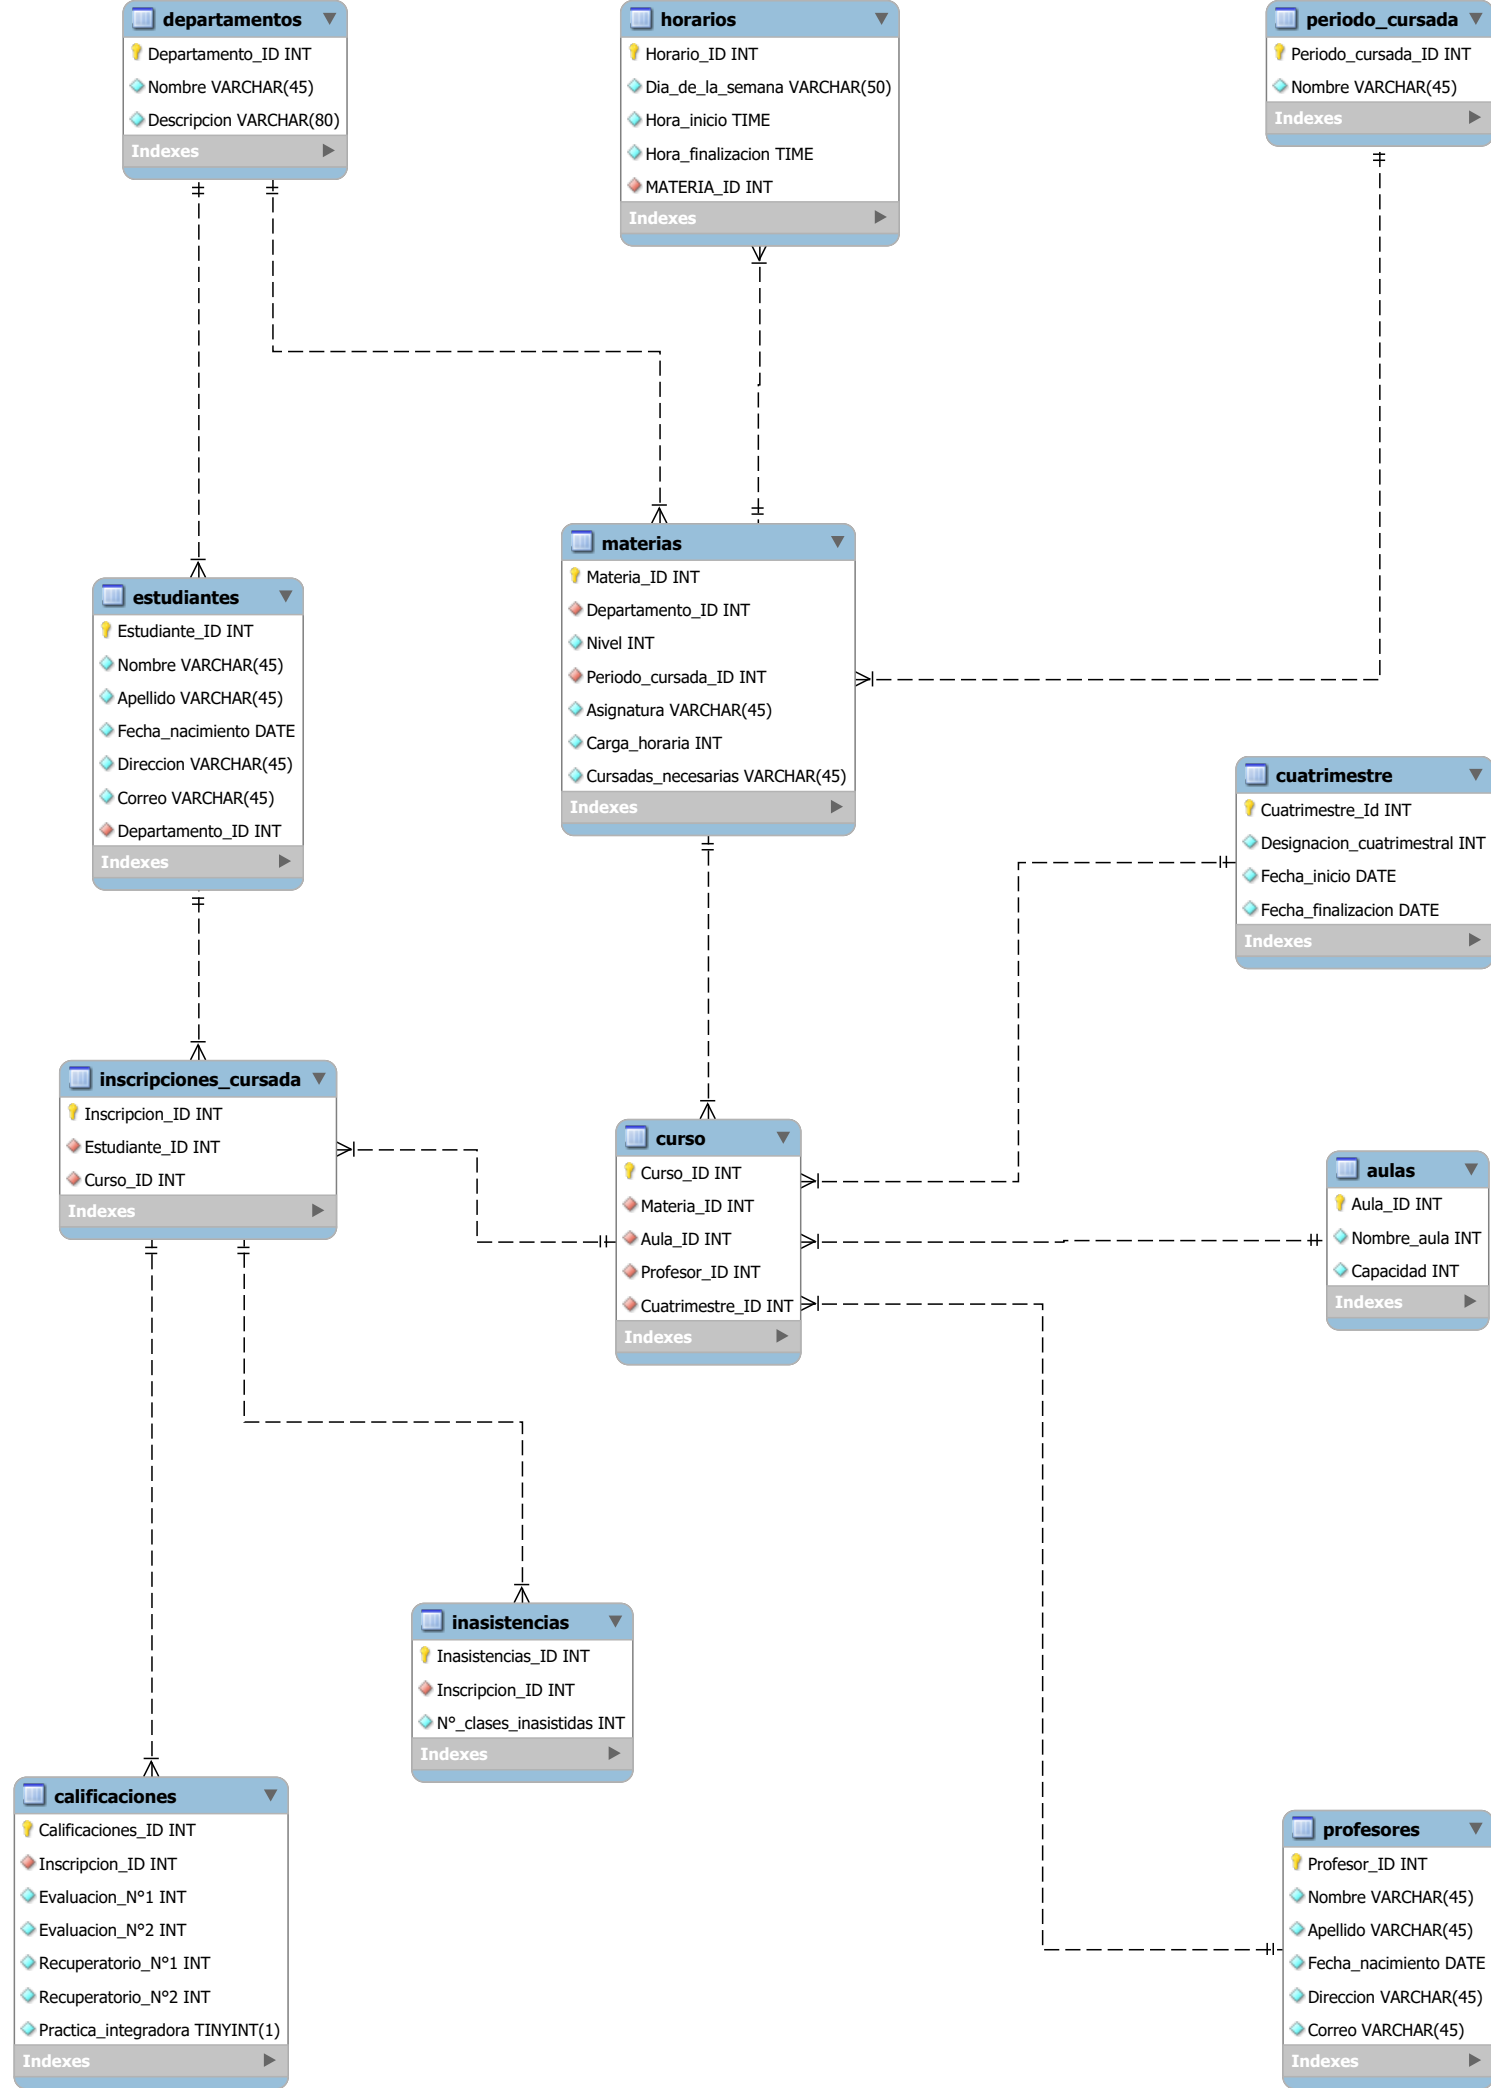 departamentos
Departamento_ID INT
Nombre VARCHAR(45)
Descripcion VARCHAR(80)
Indexes
horarios
Horario_ID INT
Dia_de_la_semana VARCHAR(50)
Hora_inicio TIME
Hora_finalizacion TIME
MATERIA_ID INT
Indexes
periodo_cursada
Periodo_cursada_ID INT
Nombre VARCHAR(45)
Indexes
materias
Materia_ID INT
Departamento_ID INT
Nivel INT
Periodo_cursada_ID INT
Asignatura VARCHAR(45)
Carga_horaria INT
Cursadas_necesarias VARCHAR(45)
Indexes
estudiantes
Estudiante_ID INT
Nombre VARCHAR(45)
Apellido VARCHAR(45)
Fecha_nacimiento DATE
Direccion VARCHAR(45)
Correo VARCHAR(45)
Departamento_ID INT
Indexes
cuatrimestre
Cuatrimestre_Id INT
Designacion_cuatrimestral INT
Fecha_inicio DATE
Fecha_finalizacion DATE
Indexes
inscripciones_cursada
Inscripcion_ID INT
Estudiante_ID INT
Curso_ID INT
Indexes
curso
Curso_ID INT
Materia_ID INT
Aula_ID INT
Profesor_ID INT
Cuatrimestre_ID INT
Indexes
aulas
Aula_ID INT
Nombre_aula INT
Capacidad INT
Indexes
inasistencias
Inasistencias_ID INT
Inscripcion_ID INT
N°_clases_inasistidas INT
Indexes
calificaciones
Calificaciones_ID INT
Inscripcion_ID INT
Evaluacion_N°1 INT
Evaluacion_N°2 INT
Recuperatorio_N°1 INT
Recuperatorio_N°2 INT
Practica_integradora TINYINT(1)
Indexes
profesores
Profesor_ID INT
Nombre VARCHAR(45)
Apellido VARCHAR(45)
Fecha_nacimiento DATE
Direccion VARCHAR(45)
Correo VARCHAR(45)
Indexes